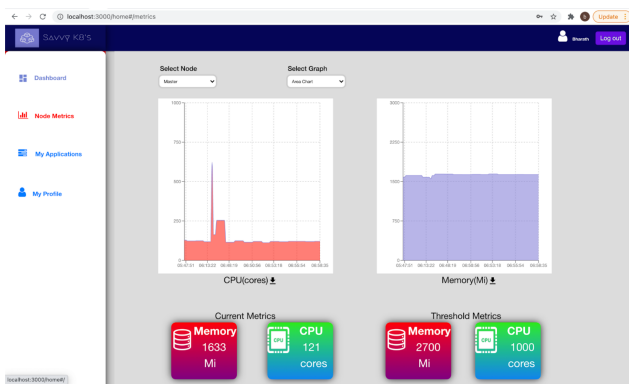 localhost:3000/home#/metrics
Update
Savvy K8's
Bharath
Log out
Dashboard
Node Metrics
My Applications
My Profile
Select Node
Select Graph
Master
Area Chart
1000
750
500
250
0
CPU(cores)
3000
2250
1500
750
0
Memory(Mi)
Current Metrics
Threshold Metrics
Memory
1633
Mi
CPU
CPU
121
cores
Memory
2700
Mi
CPU
CPU
1000
cores
localhost:3000/home#/